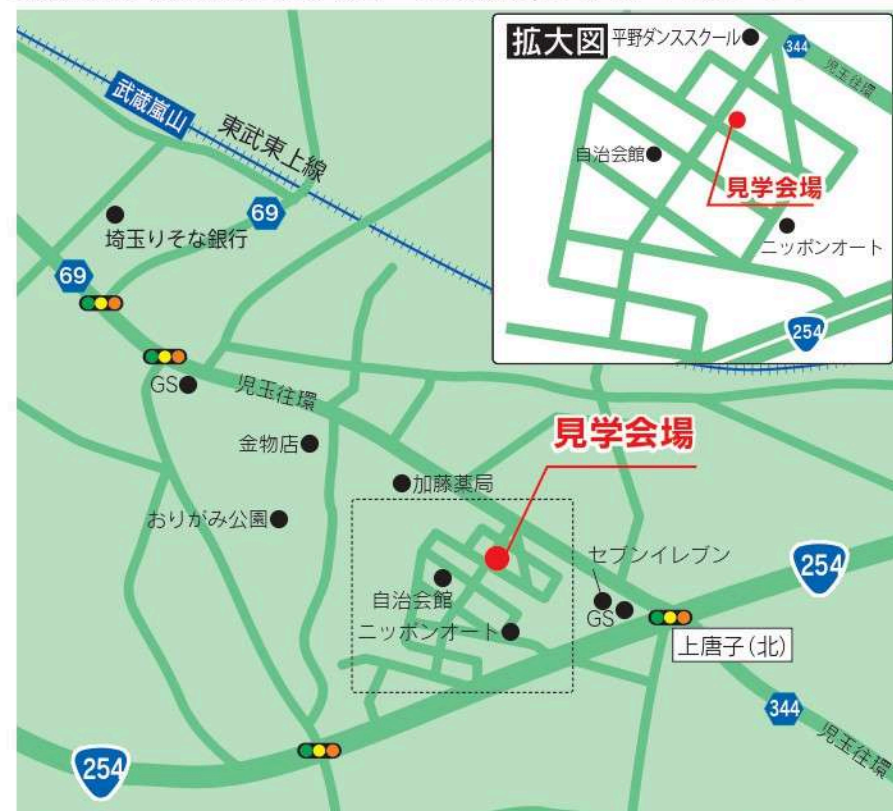 拡大図
平野ダンススクール
344
児玉往環
自治会館
見学会場
ニッポンオート
254
武蔵嵐山
東武東上線
69
埼玉りそな銀行
69
GS
児玉往環
金物店
見学会場
加藤薬局
おりがみ公園
セブンイレブン
254
自治会館
GS
ニッポンオート
上唐子(北)
344
児玉往環
254